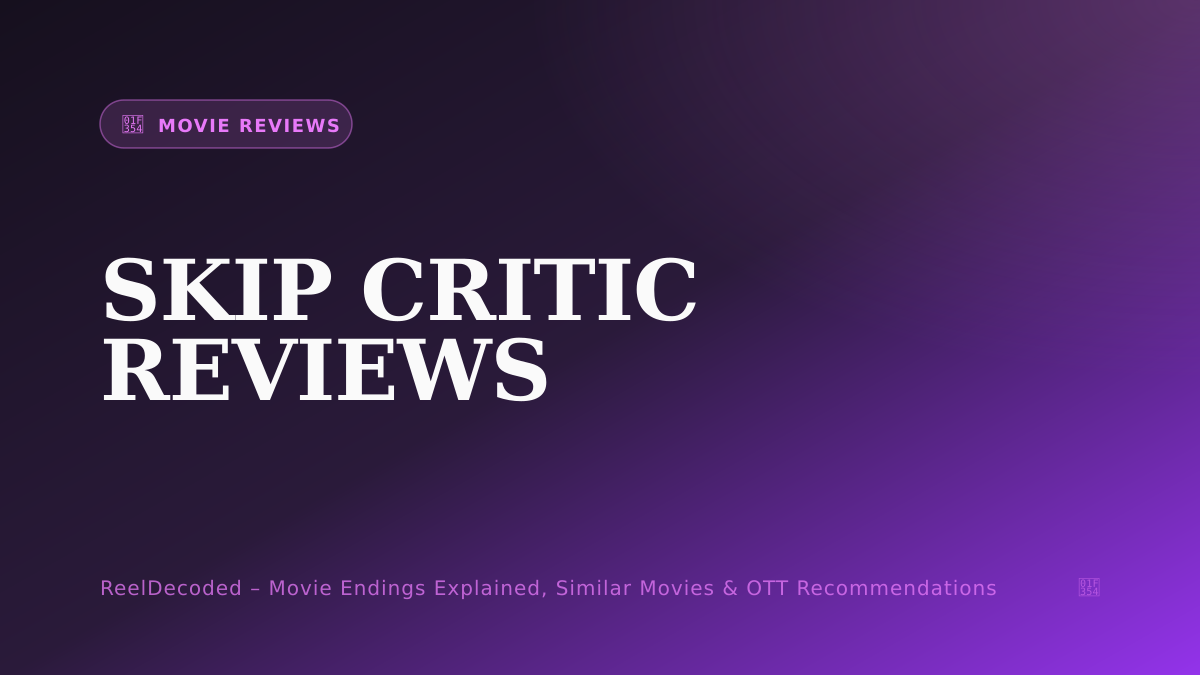 MOVIE REVIEWS
SKIP CRITIC
REVIEWS
ReelDecoded – Movie Endings Explained, Similar Movies & OTT Recommendations